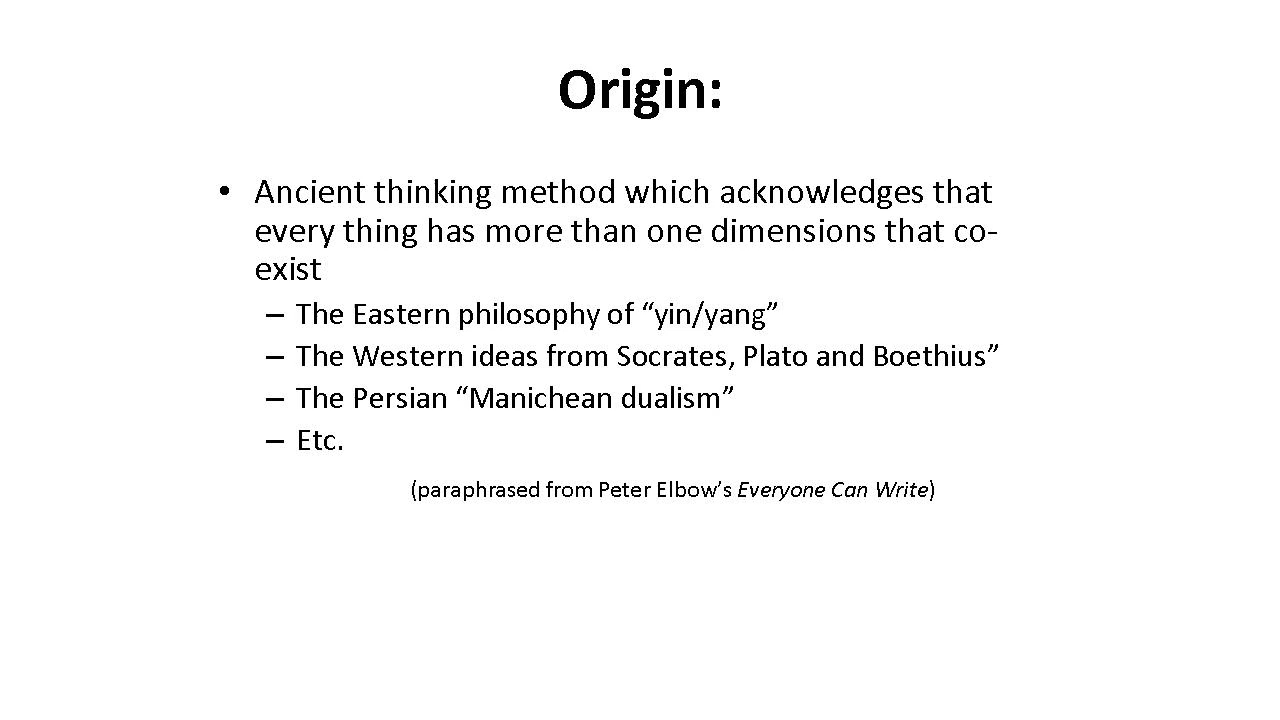 Origin:
• Ancient thinking method which acknowledges that
every thing has more than one dimensions that co-
exist
– The Eastern philosophy of “yin/yang”
– The Western ideas from Socrates, Plato and Boethius”
– The Persian “Manichean dualism”
– Etc.
(paraphrased from Peter Elbow’s Everyone Can Write)